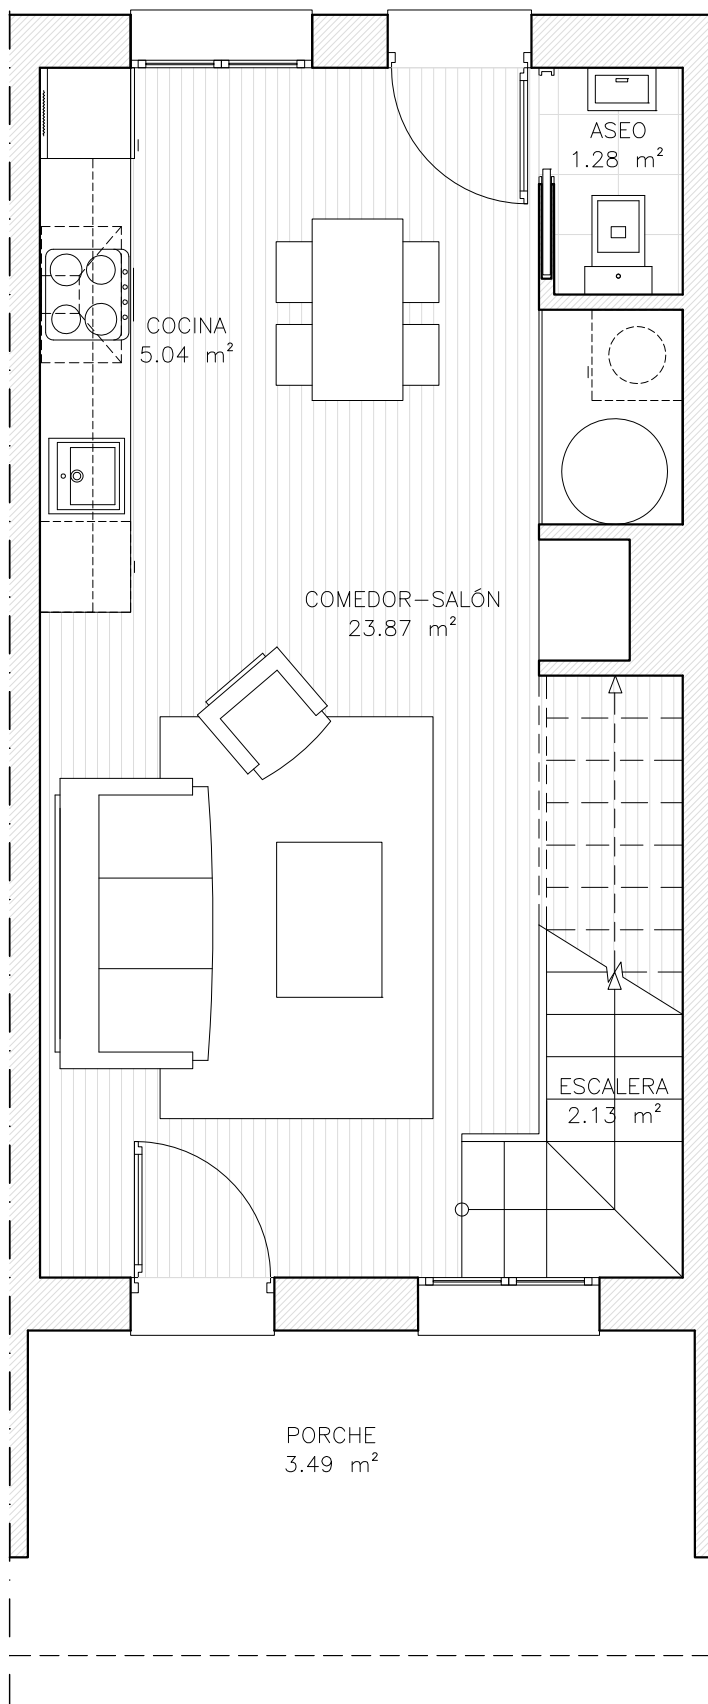 ASEO
1.28 m²
COCINA
5.04 m²
COMEDOR-SALÓN
23.87 m²
ESCALERA
2.13 m²
PORCHE
3.49 m²